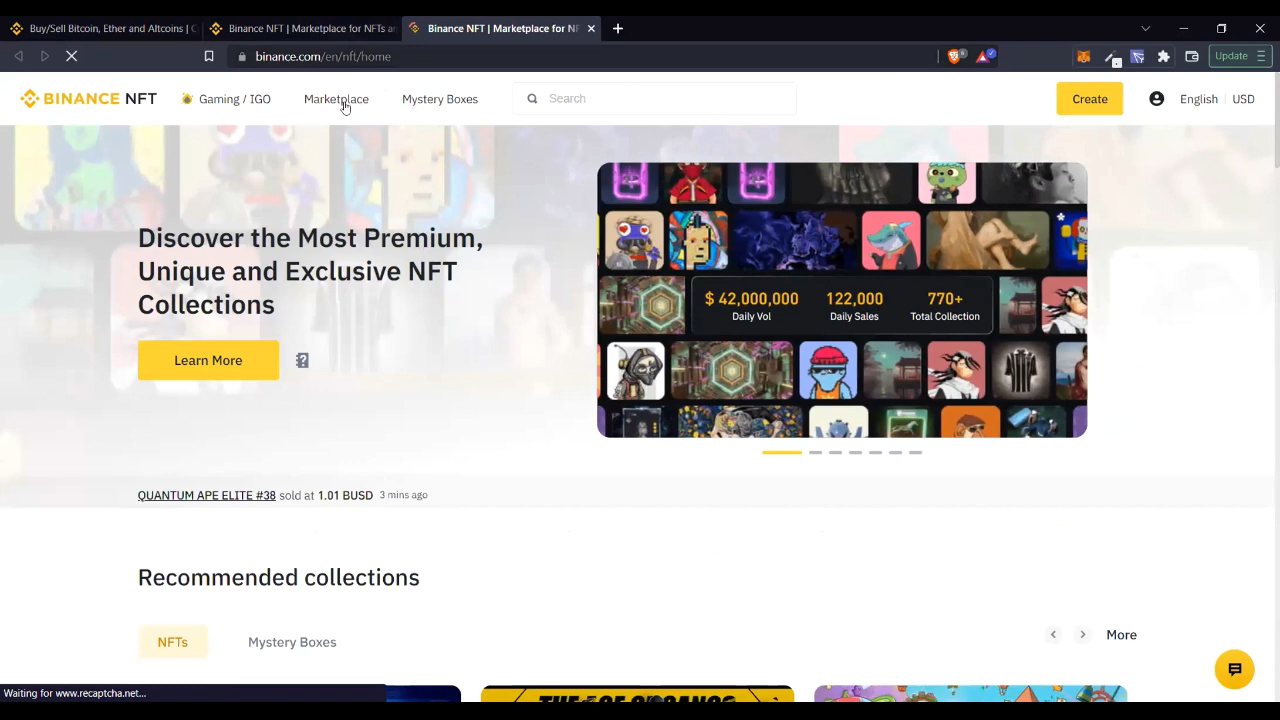 Buy/Sell Bitcoin, Ether and Altcoins | C
Binance NFT | Marketplace for NFTs a
Binance NFT | Marketplace for NF
binance.com/en/nft/home
6
Update
BINANCE NFT
Gaming / IGO
Marketplace
Mystery Boxes
Search
Create
English
USD
Discover the Most Premium,
Unique and Exclusive NFT
Collections
Learn More
$ 42,000,000
122,000
770+
Daily Vol
Daily Sales
Total Collection
QUANTUM APE ELITE #38 sold at 1.01 BUSD 3 mins ago
Recommended collections
NFTs
Mystery Boxes
More
Waiting for www.recaptcha.net...